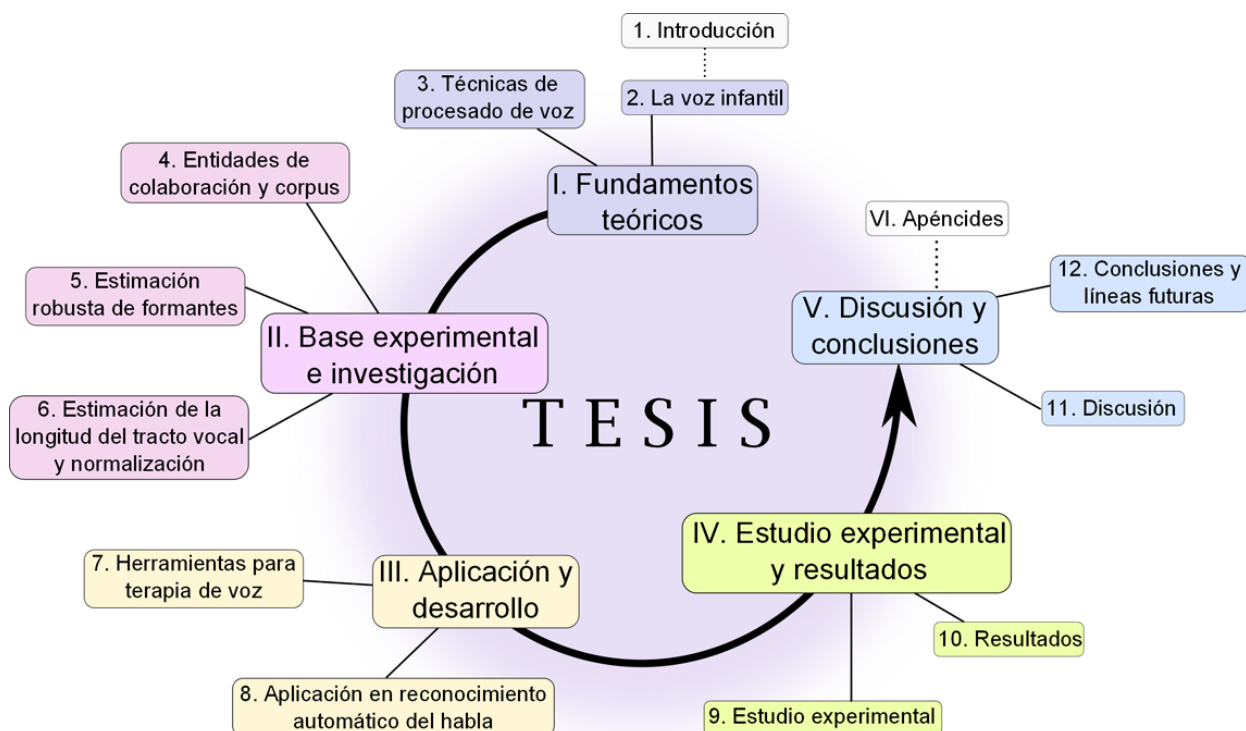 1. Introducción
2. La voz infantil
3. Técnicas de
procesado de voz
I. Fundamentos
teóricos
4. Entidades de
colaboración y corpus
5. Estimación
robusta de formantes
II. Base experimental
e investigación
6. Estimación de la
longitud del tracto vocal
y normalización
TESIS
7. Herramientas para
terapia de voz
III. Aplicación y
desarrollo
8. Aplicación en reconocimiento
automático del habla
IV. Estudio experimental
y resultados
9. Estudio experimental
10. Resultados
VI. Apéncides
V. Discusión y
conclusiones
11. Discusión
12. Conclusiones y
líneas futuras